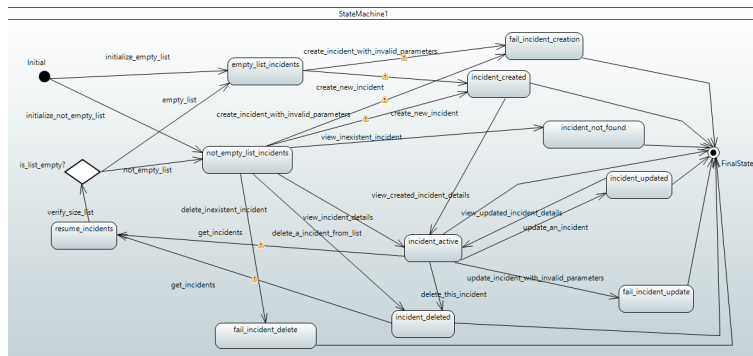 StateMachine1
fail_incident_creation
create_incident_with_invalid_parameters
Initial
initialize_empty_list
empty_list_incidents
incident_created
create_new_incident
empty_list
initialize_not_empty_list
create_incident_with_invalid_parameters
create_new_incident
view_inexistent_incident
incident_not_found
is_list_empty?
not_empty_list
not_empty_list_incidents
FinalState
view_created_incident_details
incident_updated
verify_size_list
delete_inexistent_incident
view_incident_details
view_updated_incident_details
resume_incidents
get_incidents
delete_a_incident_from_list
update_an_incident
incident_active
get_incidents
update_incident_with_invalid_parameters
delete_this_incident
fail_incident_update
fail_incident_delete
incident_deleted